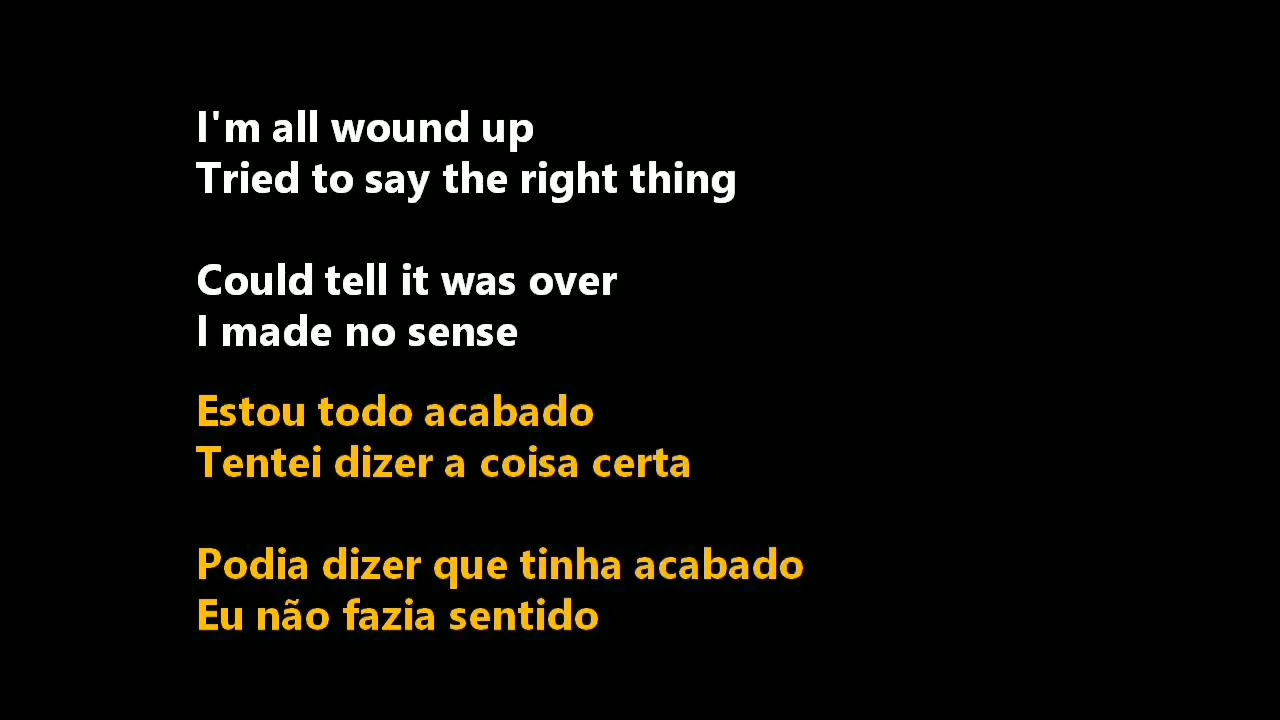 I'm all wound up
Tried to say the right thing
Could tell it was over
I made no sense
Estou todo acabado
Tentei dizer a coisa certa
Podia dizer que tinha acabado
Eu não fazia sentido